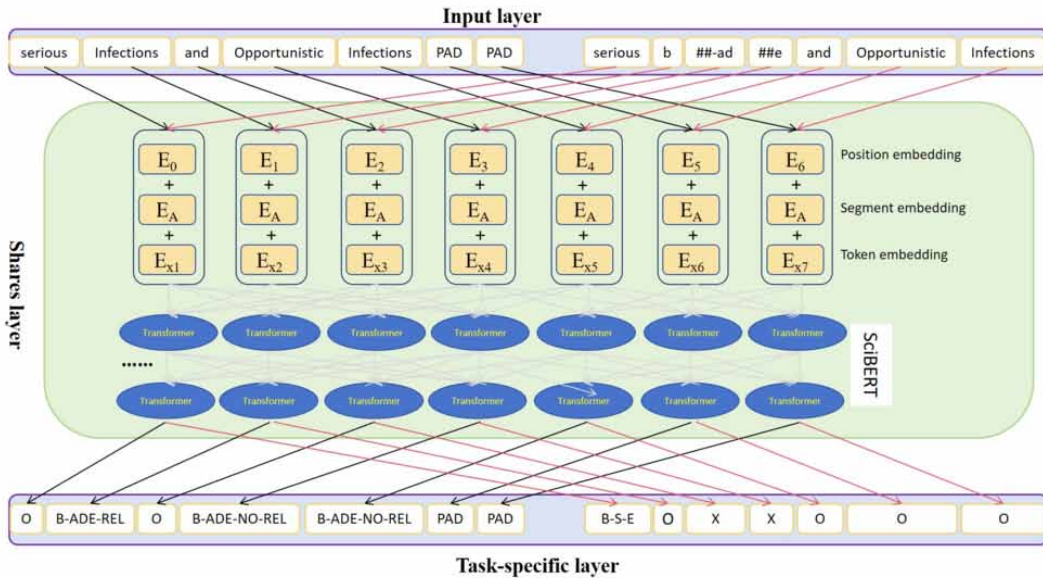 Input layer
serious Infections and Opportunistic Infections PAD PAD serious b ##-ad ##e and Opportunistic Infections
E0 E1 E2 E3 E4 E5 E6 Position embedding
+ + + + + + +
EA EA EA EA EA EA EA Segment embedding
+ + + + + + +
Ex1 Ex2 Ex3 Ex4 Ex5 Ex6 Ex7 Token embedding
Shares layer
Transformer Transformer Transformer Transformer Transformer Transformer Transformer
......
SciBERT
Transformer Transformer Transformer Transformer Transformer Transformer Transformer
O B-ADE-REL O B-ADE-NO-REL B-ADE-NO-REL PAD PAD B-S-E O X X O O O
Task-specific layer